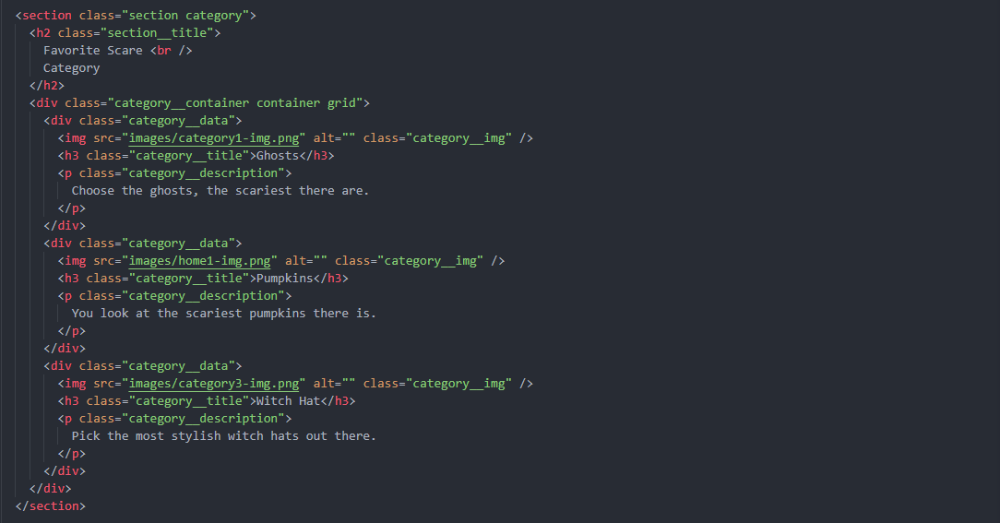 <section class="section category">
<h2 class="section__title">
Favorite Scare <br />
Category
</h2>
<div class="category__container container grid">
<div class="category__data">
<img src="images/category1-img.png" alt="" class="category__img" />
<h3 class="category__title">Ghosts</h3>
<p class="category__description">
Choose the ghosts, the scariest there are.
</p>
</div>
<div class="category__data">
<img src="images/home1-img.png" alt="" class="category__img" />
<h3 class="category__title">Pumpkins</h3>
<p class="category__description">
You look at the scariest pumpkins there is.
</p>
</div>
<div class="category__data">
<img src="images/category3-img.png" alt="" class="category__img" />
<h3 class="category__title">Witch Hat</h3>
<p class="category__description">
Pick the most stylish witch hats out there.
</p>
</div>
</div>
</section>